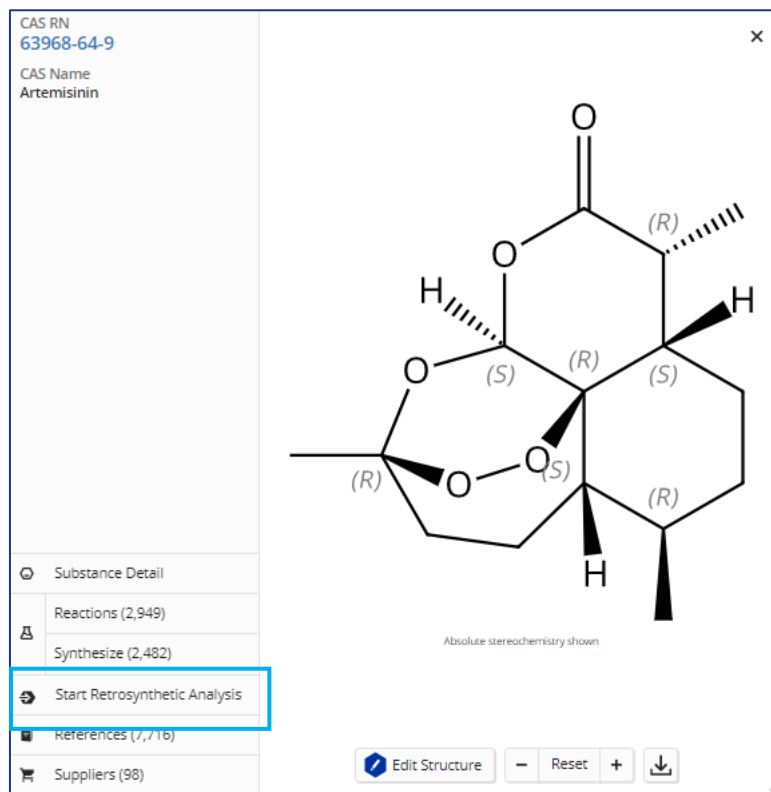 CAS RN
63968-64-9
CAS Name
Artemisinin
×
O
(R)
O
H
H
O
(S)
(R)
(S)
O
(S)
(R)
O
(R)
H
Absolute stereochemistry shown
Substance Detail
Reactions (2,949)
Synthesize (2,482)
Start Retrosynthetic Analysis
References (7,716)
Suppliers (98)
Edit Structure − Reset +